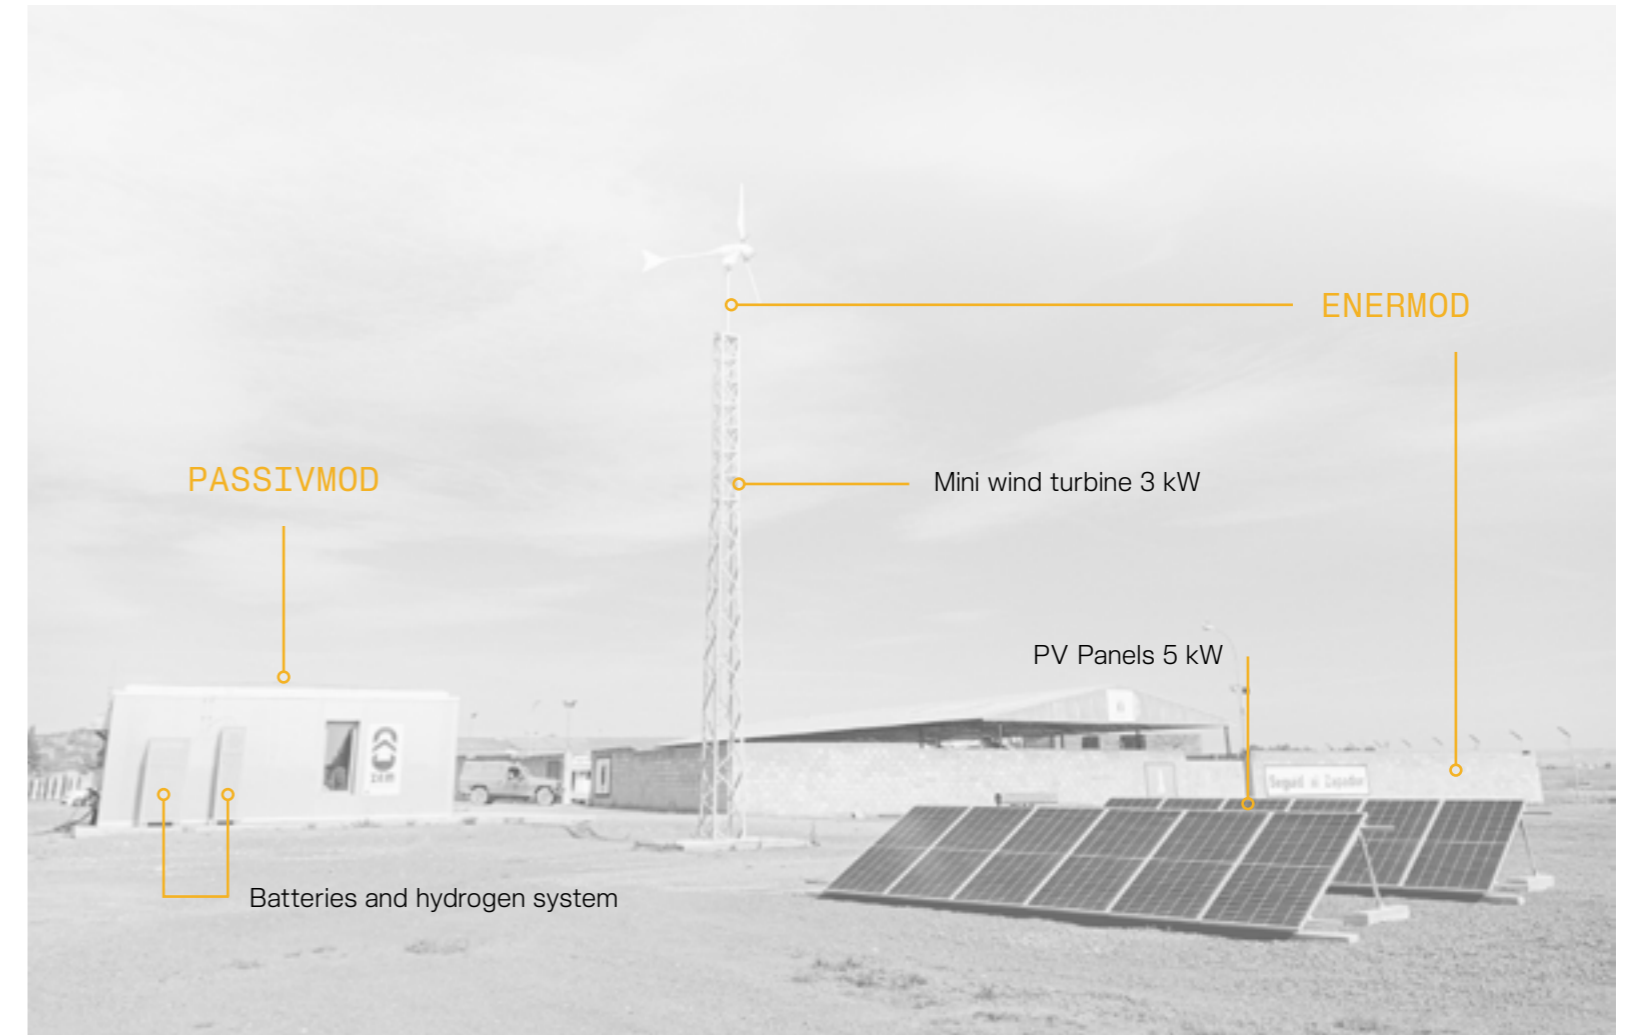 ENERMOD
PASSIVMOD
Mini wind turbine 3 kW
PV Panels 5 kW
Batteries and hydrogen system